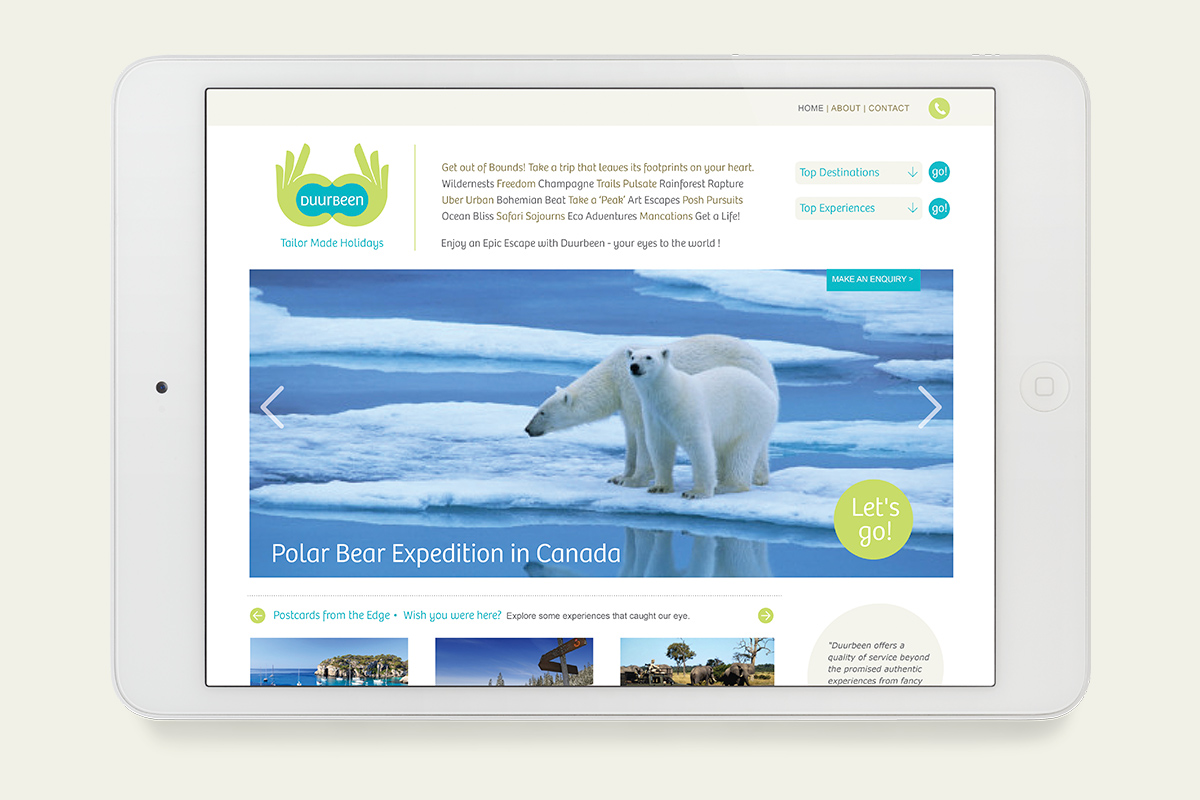 HOME | ABOUT | CONTACT
DUURBEEN
Tailor Made Holidays
Get out of Bounds! Take a trip that leaves its footprints on your heart.
Wildernests Freedom Champagne Trails Pulsate Rainforest Rapture
Uber Urban Bohemian Beat Take a 'Peak' Art Escapes Posh Pursuits
Ocean Bliss Safari Sojourns Eco Adventures Mancations Get a Life!
Enjoy an Epic Escape with Duurbeen - your eyes to the world !
Top Destinations
go!
Top Experiences
go!
MAKE AN ENQUIRY >
Let's
go!
Polar Bear Expedition in Canada
Postcards from the Edge • Wish you were here? Explore some experiences that caught our eye.
"Duurbeen offers a
quality of service beyond
the promised authentic
experiences from fancy